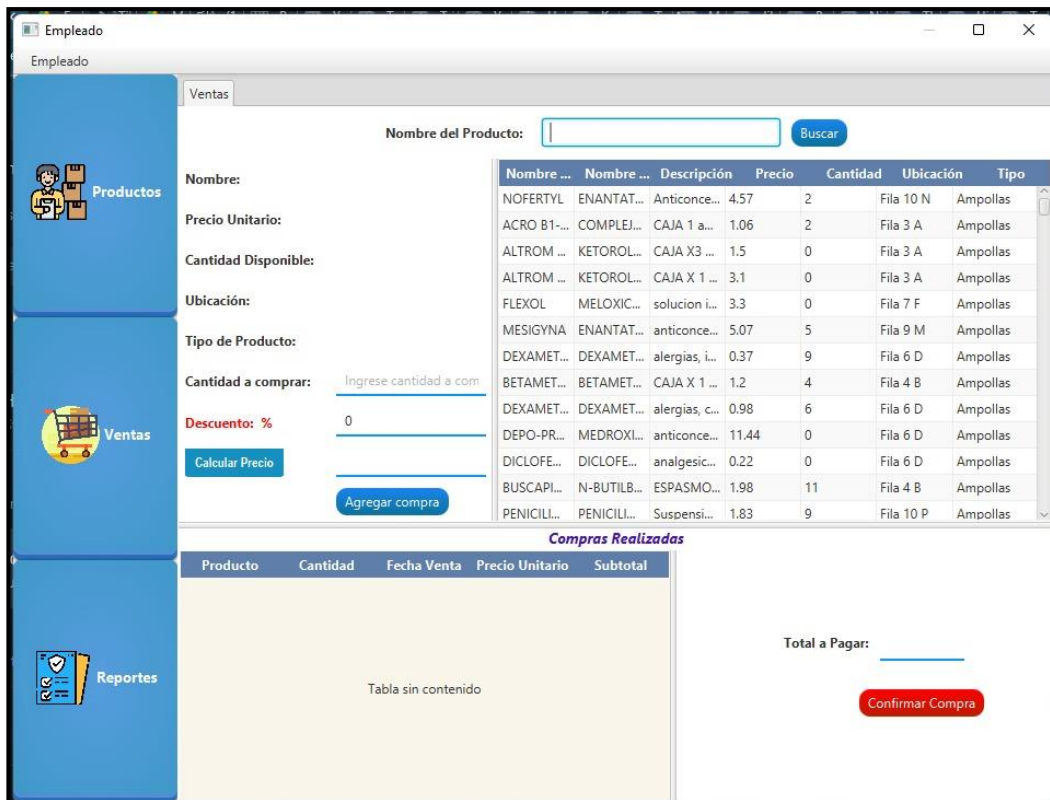 Empleado
Empleado
Ventas
Nombre del Producto:
Buscar
Productos
Ventas
Reportes
Nombre:
Precio Unitario:
Cantidad Disponible:
Ubicación:
Tipo de Producto:
Cantidad a comprar: Ingrese cantidad a com
Descuento: % 0
Calcular Precio
Agregar compra
Nombre ... Nombre ... Descripción Precio Cantidad Ubicación Tipo
NOFERTYL ENANTAT... Anticonce... 4.57 2 Fila 10 N Ampollas
ACRO B1-... COMPLEJ... CAJA 1 a... 1.06 2 Fila 3 A Ampollas
ALTROM ... KETOROL... CAJA X3 ... 1.5 0 Fila 3 A Ampollas
ALTROM ... KETOROL... CAJA X 1 ... 3.1 0 Fila 3 A Ampollas
FLEXOL MELOXIC... solucion i... 3.3 0 Fila 7 F Ampollas
MESIGYNA ENANTAT... anticonce... 5.07 5 Fila 9 M Ampollas
DEXAMET... DEXAMET... alergias, i... 0.37 9 Fila 6 D Ampollas
BETAMET... BETAMET... CAJA X 1 ... 1.2 4 Fila 4 B Ampollas
DEXAMET... DEXAMET... alergias, c... 0.98 6 Fila 6 D Ampollas
DEPO-PR... MEDROXI... anticonce... 11.44 0 Fila 6 D Ampollas
DICLOFE... DICLOFE... analgesic... 0.22 0 Fila 6 D Ampollas
BUSCAPI... N-BUTILB... ESPASMO... 1.98 11 Fila 4 B Ampollas
PENICILI... PENICILI... Suspensi... 1.83 9 Fila 10 P Ampollas
Compras Realizadas
Producto Cantidad Fecha Venta Precio Unitario Subtotal
Tabla sin contenido
Total a Pagar:
Confirmar Compra